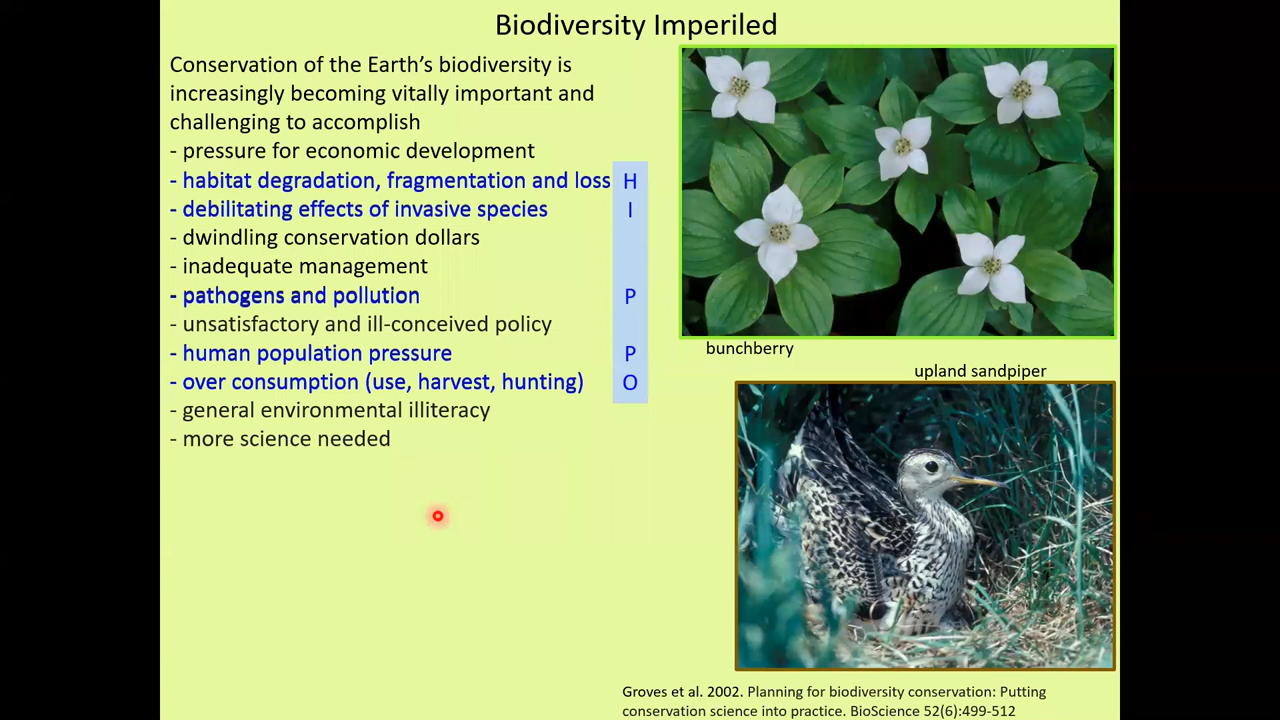 Biodiversity Imperiled
Conservation of the Earth’s biodiversity is
increasingly becoming vitally important and
challenging to accomplish
- pressure for economic development
- habitat degradation, fragmentation and loss H
- debilitating effects of invasive species I
- dwindling conservation dollars
- inadequate management
- pathogens and pollution P
- unsatisfactory and ill-conceived policy
- human population pressure P
- over consumption (use, harvest, hunting) O
- general environmental illiteracy
- more science needed
bunchberry
upland sandpiper
Groves et al. 2002. Planning for biodiversity conservation: Putting
conservation science into practice. BioScience 52(6):499-512